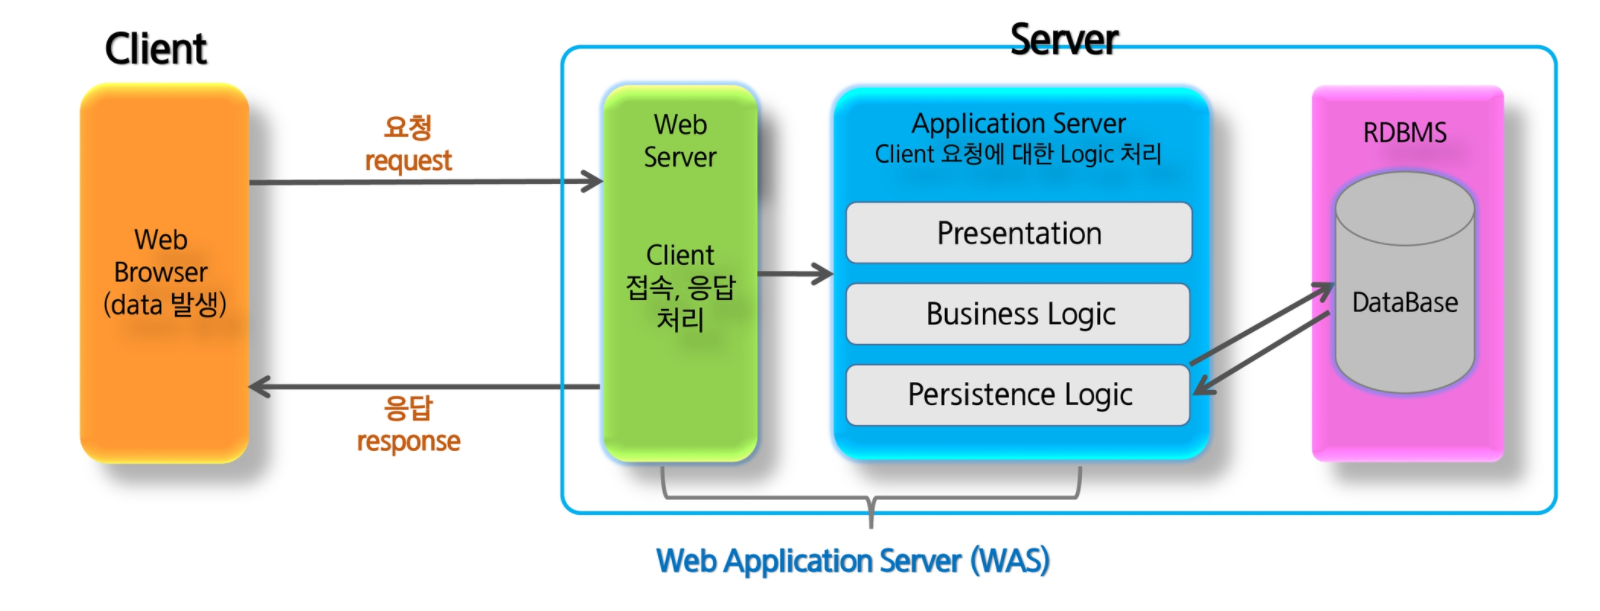 Client
Server
요청
request
응답
response
Web
Browser
(data 발생)
Web
Server
Client
접속, 응답
처리
Application Server
Client 요청에 대한 Logic 처리
Presentation
Business Logic
Persistence Logic
RDBMS
DataBase
Web Application Server (WAS)